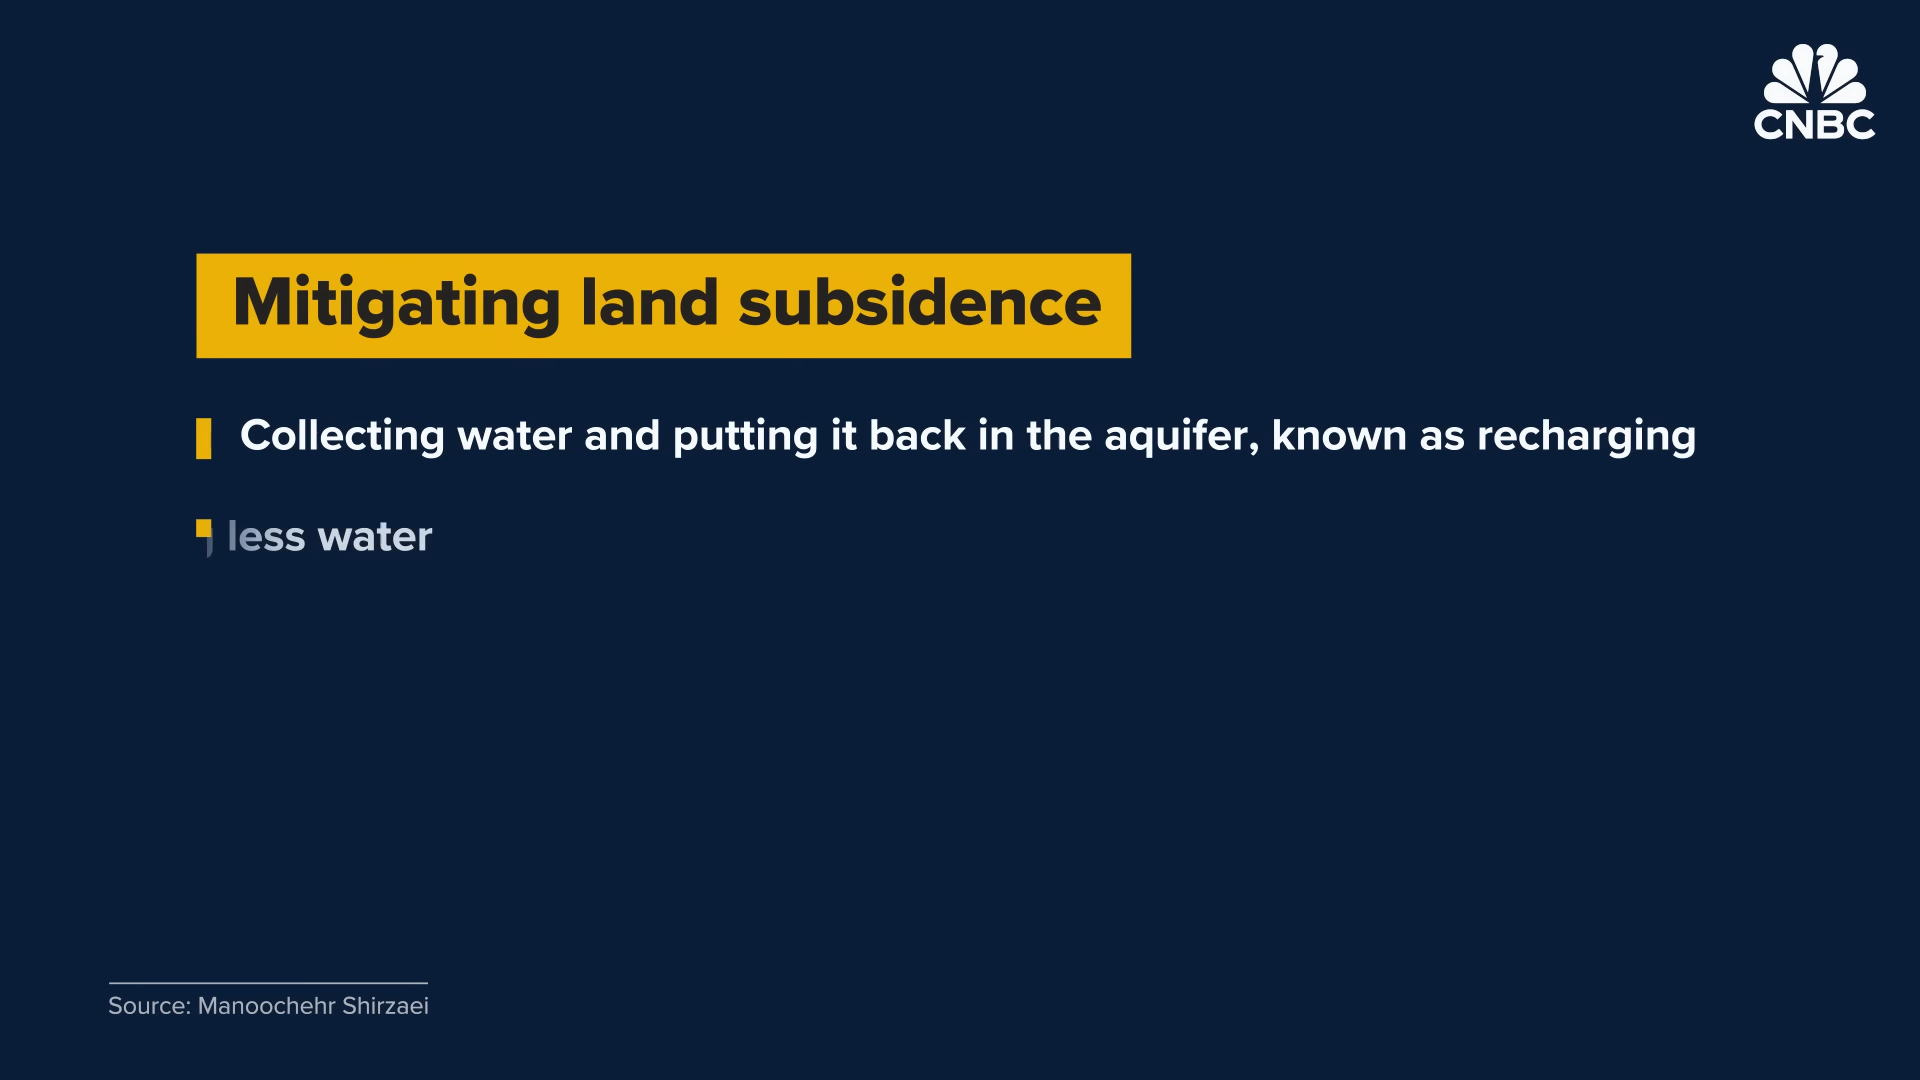 CNBC
Mitigating land subsidence
Collecting water and putting it back in the aquifer, known as recharging
less water
Source: Manoochehr Shirzaei